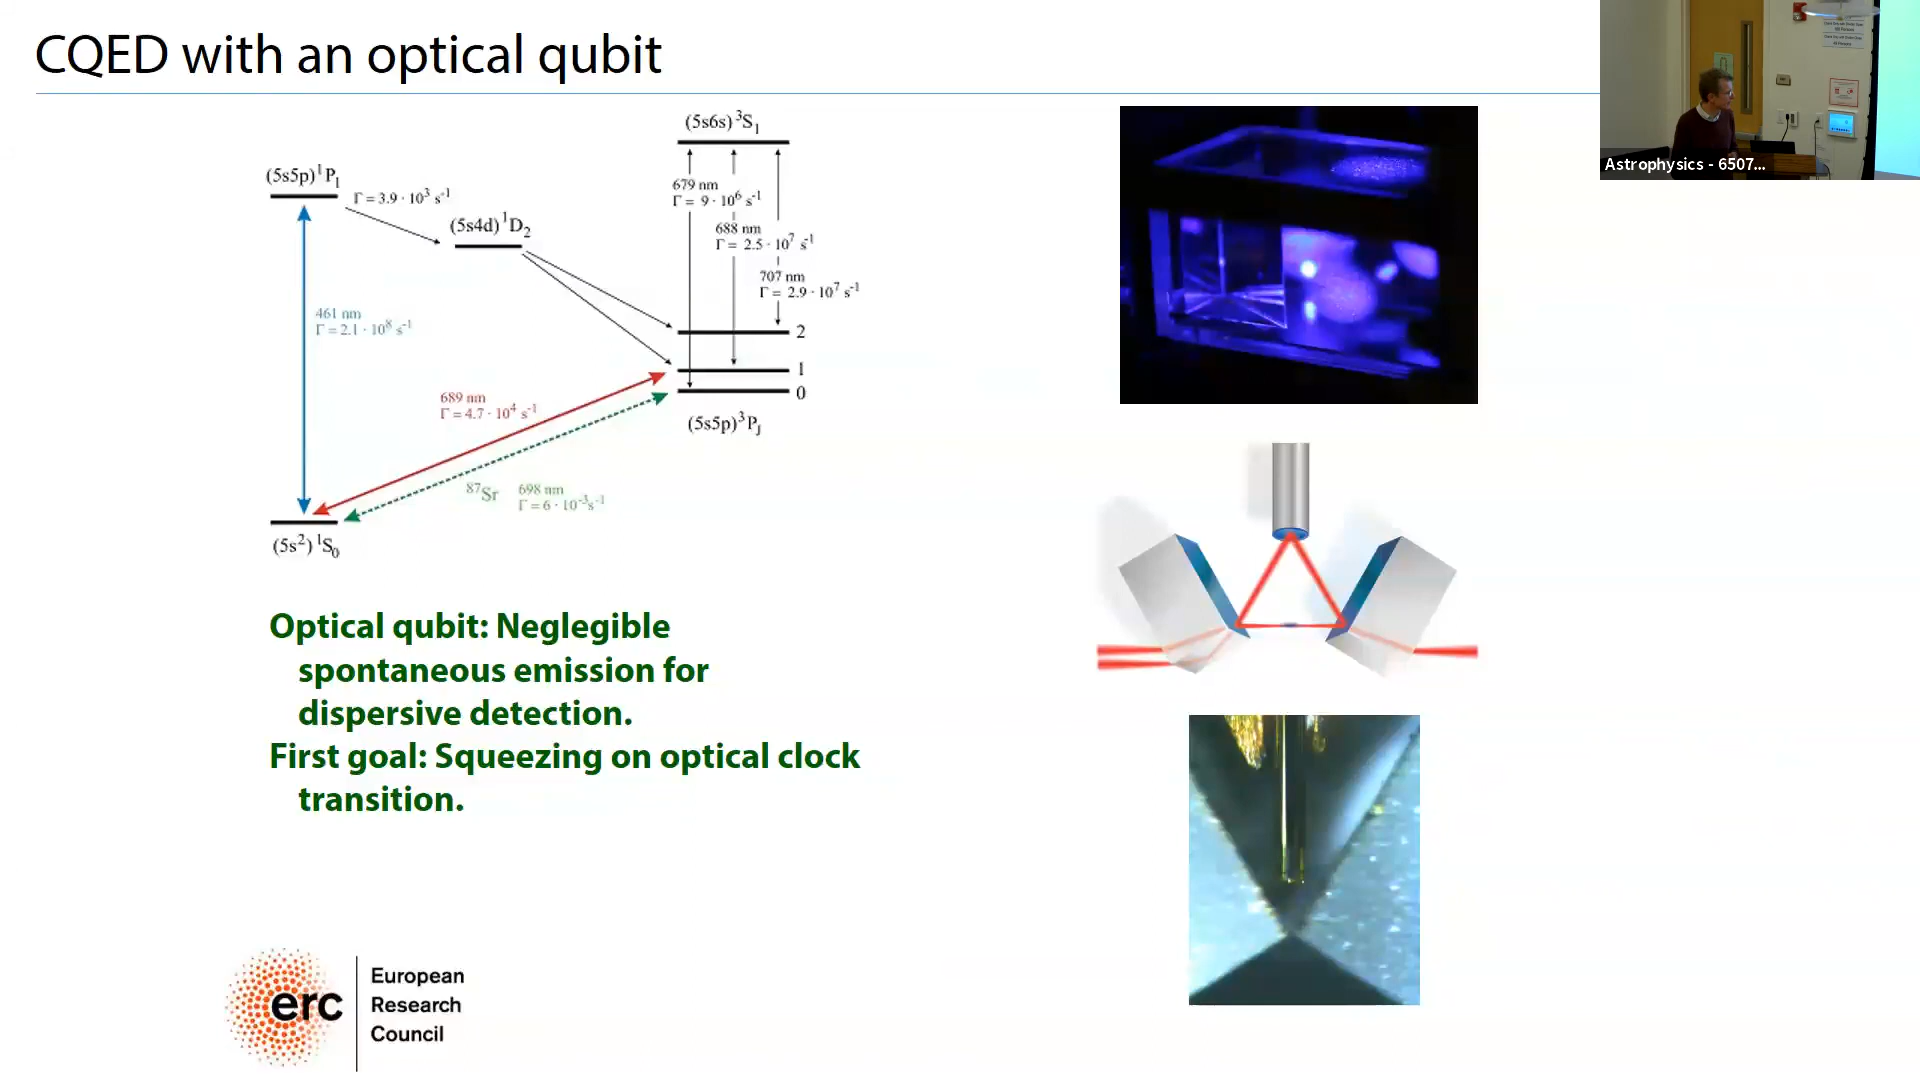 CQED with an optical qubit
Astrophysics - 6507...
(5s6s) ³S₁
(5s5p) ¹P₁
Γ = 3.9 · 10³ s⁻¹
(5s4d) ¹D₂
679 nm
Γ = 9 · 10⁶ s⁻¹
688 nm
Γ = 2.5 · 10⁷ s⁻¹
707 nm
Γ = 2.9 · 10⁷ s⁻¹
461 nm
Γ = 2.1 · 10⁸ s⁻¹
2
1
0
689 nm
Γ = 4.7 · 10⁴ s⁻¹
(5s5p) ³P_J
⁸⁷Sr 698 nm
Γ = 6 · 10⁻³ s⁻¹
(5s²) ¹S₀
Optical qubit: Neglegible
spontaneous emission for
dispersive detection.
First goal: Squeezing on optical clock
transition.
erc
European
Research
Council